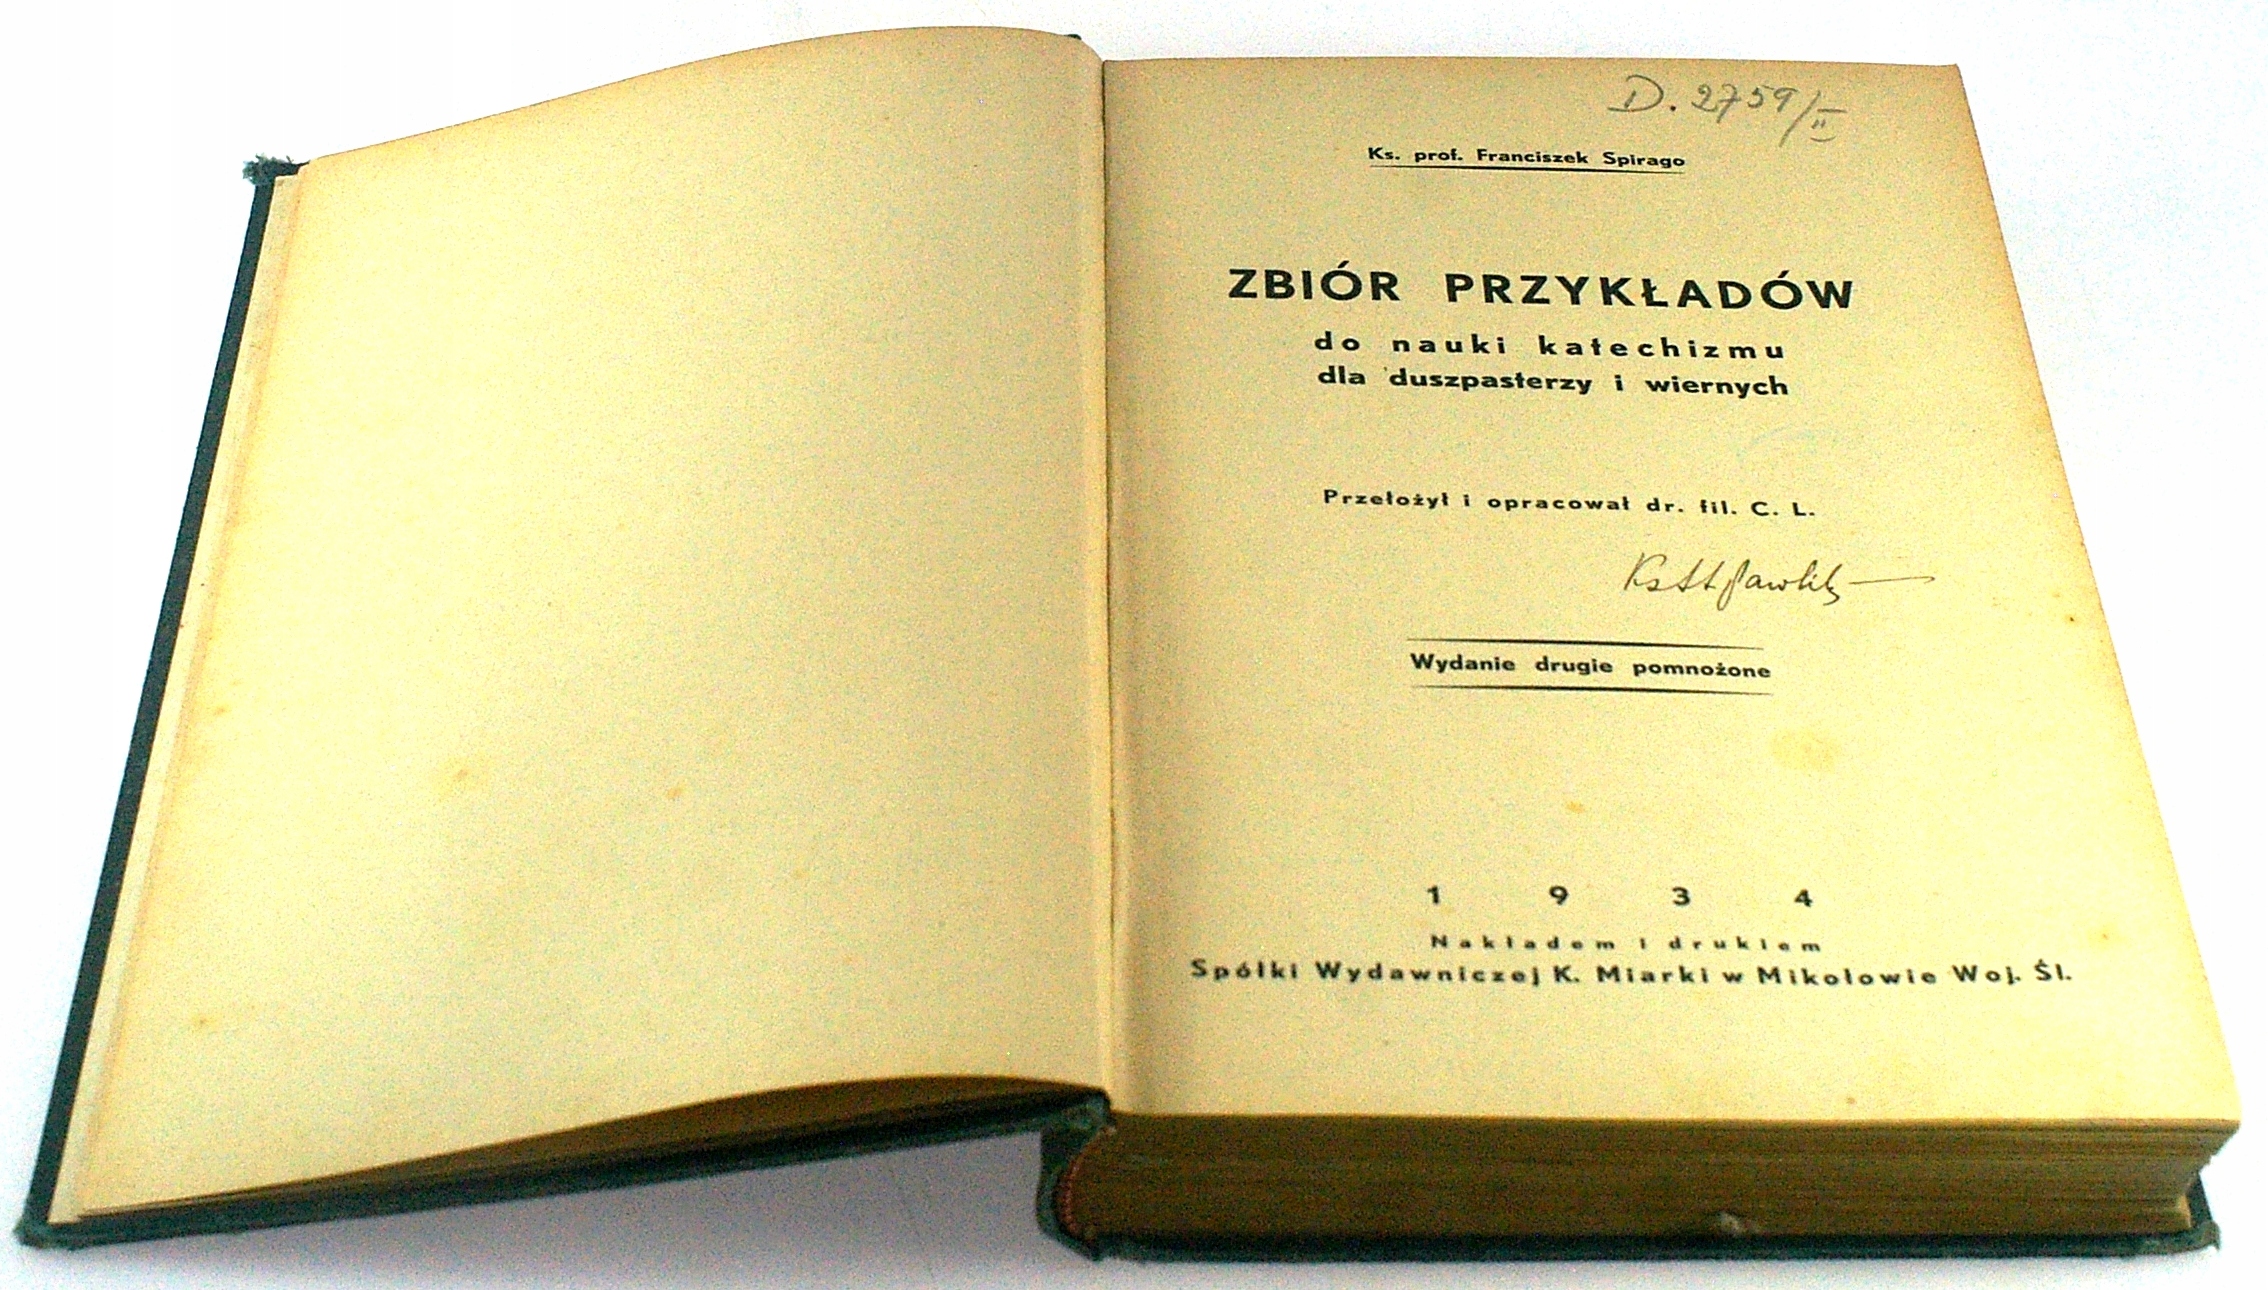 D. 2759/II
Ks. prof. Franciszek Spirago
ZBIÓR PRZYKŁADÓW
do nauki katechizmu
dla duszpasterzy i wiernych
Przełożył i opracował dr. fil. C. L.
Wydanie drugie pomnożone
1 9 3 4
Nakładem i drukiem
Spółki Wydawniczej K. Miarki w Mikołowie Woj. Śl.